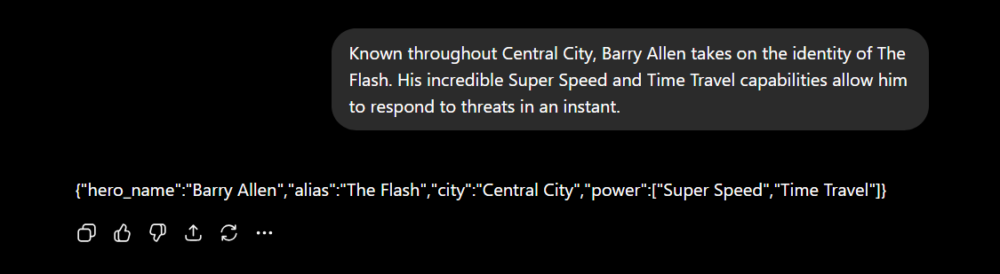 Known throughout Central City, Barry Allen takes on the identity of The
Flash. His incredible Super Speed and Time Travel capabilities allow him
to respond to threats in an instant.
{"hero_name":"Barry Allen","alias":"The Flash","city":"Central City","power":["Super Speed","Time Travel"]}